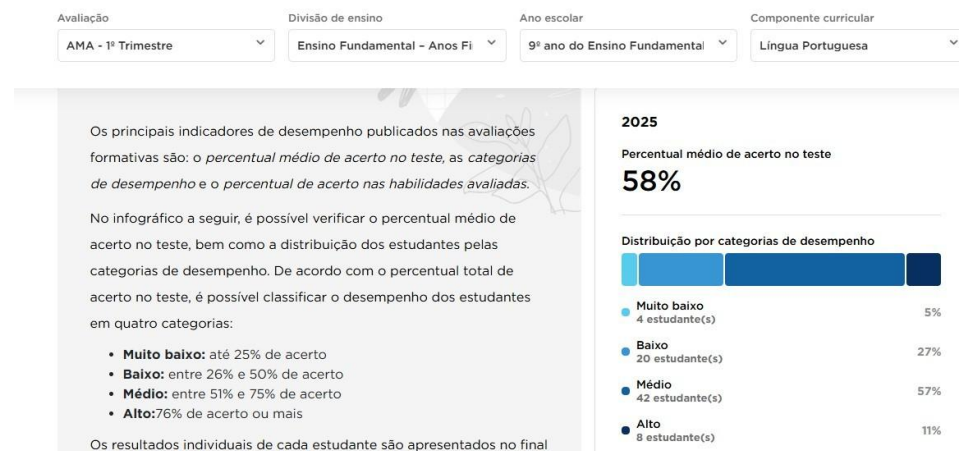 Avaliação
AMA - 1º Trimestre
Divisão de ensino
Ensino Fundamental – Anos Fi
Ano escolar
9º ano do Ensino Fundamental
Componente curricular
Língua Portuguesa
Os principais indicadores de desempenho publicados nas avaliações
formativas são: o percentual médio de acerto no teste, as categorias
de desempenho e o percentual de acerto nas habilidades avaliadas.
No infográfico a seguir, é possível verificar o percentual médio de
acerto no teste, bem como a distribuição dos estudantes pelas
categorias de desempenho. De acordo com o percentual total de
acerto no teste, é possível classificar o desempenho dos estudantes
em quatro categorias:
• Muito baixo: até 25% de acerto
• Baixo: entre 26% e 50% de acerto
• Médio: entre 51% e 75% de acerto
• Alto:76% de acerto ou mais
Os resultados individuais de cada estudante são apresentados no final
2025
Percentual médio de acerto no teste
58%
Distribuição por categorias de desempenho
Muito baixo
4 estudante(s)
5%
Baixo
20 estudante(s)
27%
Médio
42 estudante(s)
57%
Alto
8 estudante(s)
11%